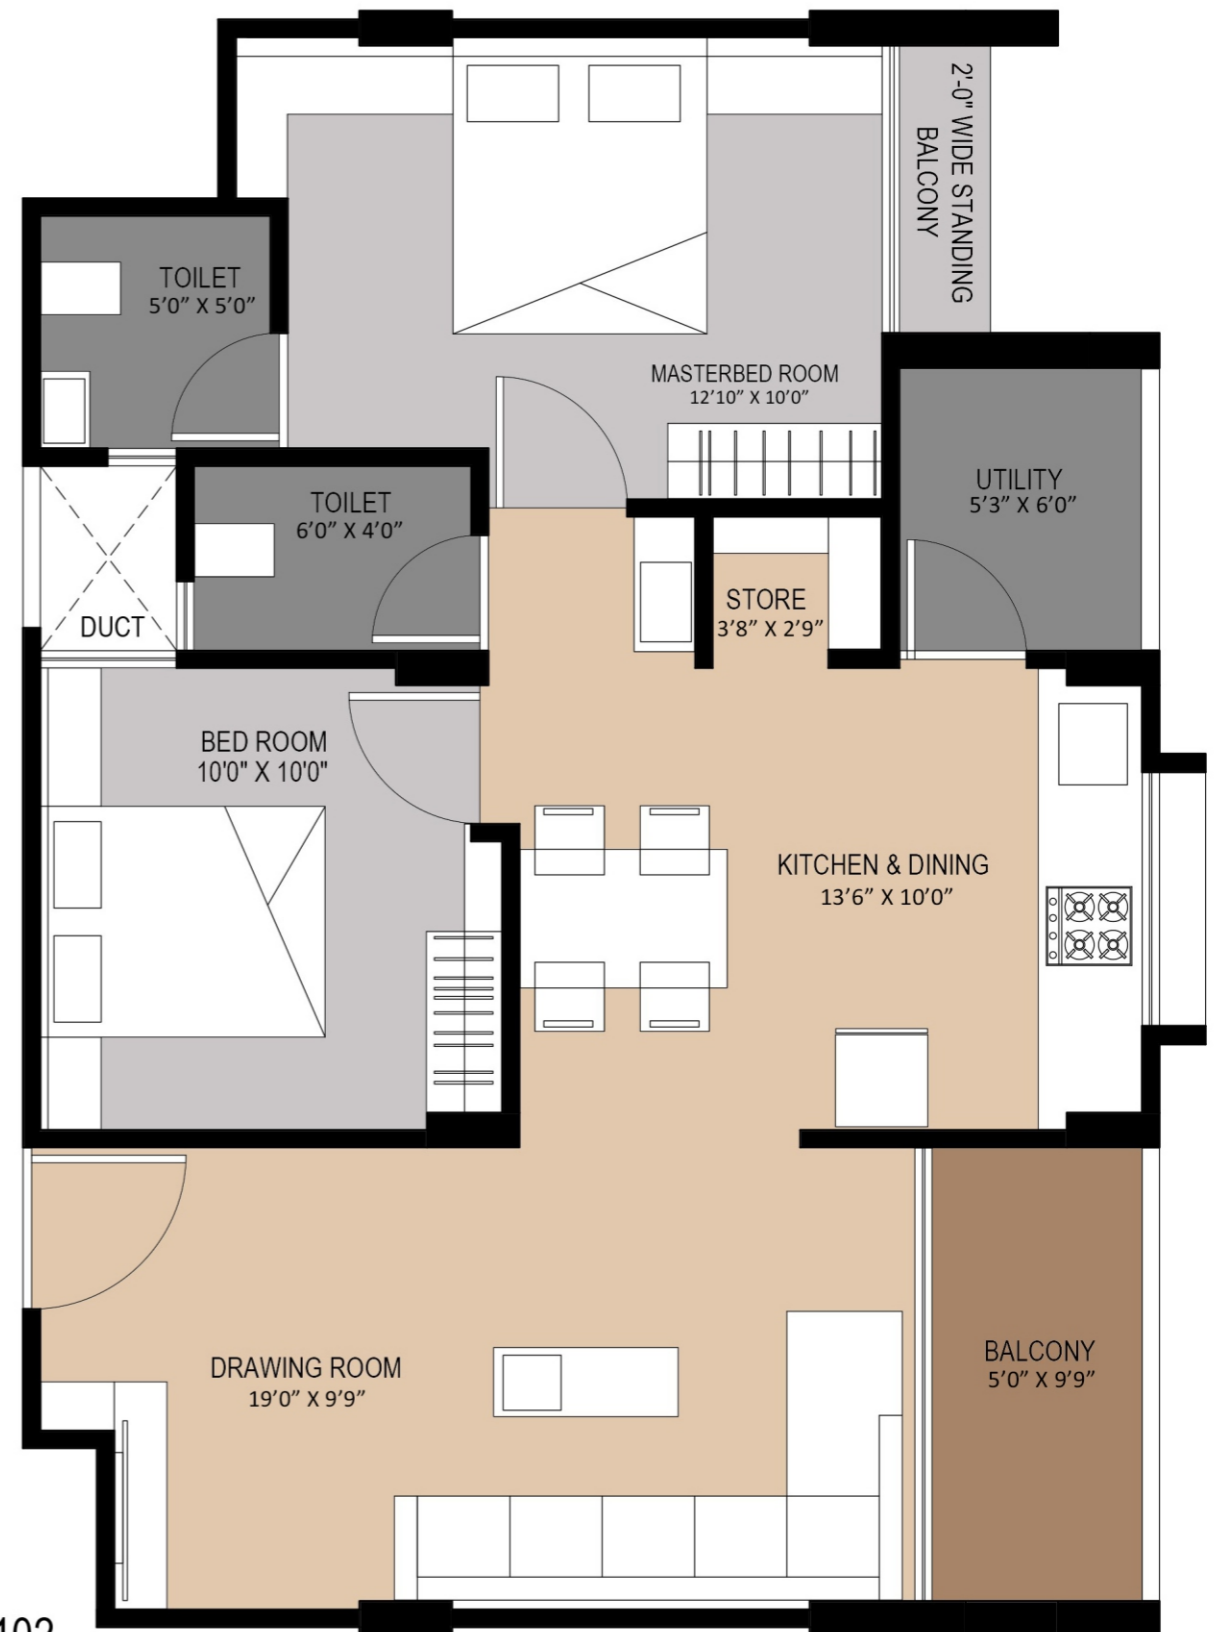 2'-0" WIDE STANDING
BALCONY
TOILET
5’0” X 5’0”
MASTERBED ROOM
12’10” X 10’0”
UTILITY
5’3” X 6’0”
TOILET
6’0” X 4’0”
STORE
3’8” X 2’9”
DUCT
BED ROOM
10'0" X 10'0"
KITCHEN & DINING
13’6” X 10’0”
DRAWING ROOM
19’0” X 9’9”
BALCONY
5’0” X 9’9”